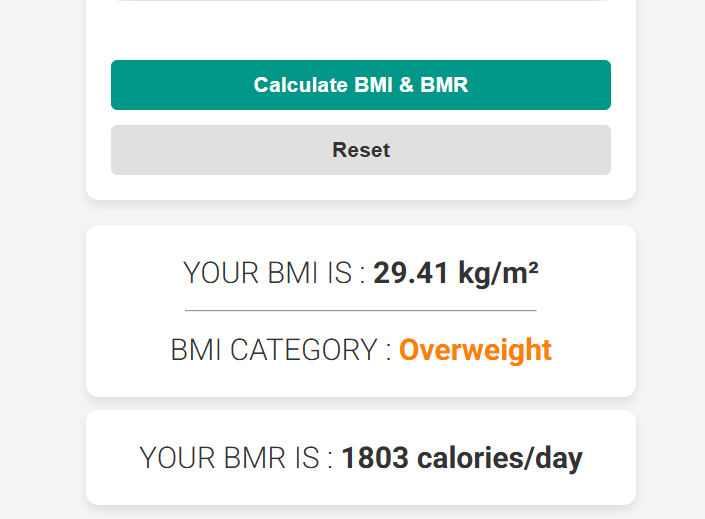 Calculate BMI & BMR
Reset
YOUR BMI IS : 29.41 kg/m²
BMI CATEGORY : Overweight
YOUR BMR IS : 1803 calories/day